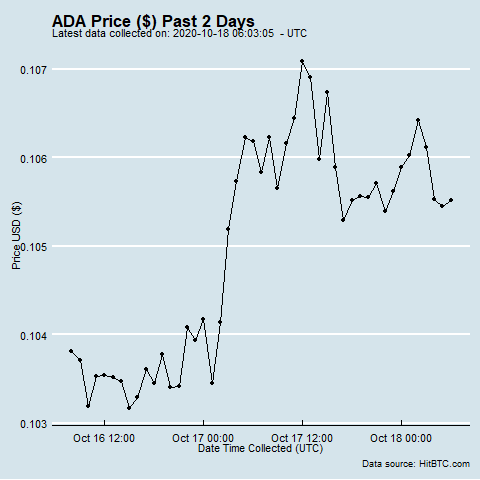 ADA Price ($) Past 2 Days
Latest data collected on: 2020-10-18 06:03:05  - UTC
0.107
0.106
0.105
0.104
0.103
Price USD ($)
Oct 16 12:00
Oct 17 00:00
Oct 17 12:00
Oct 18 00:00
Date Time Collected (UTC)
Data source: HitBTC.com